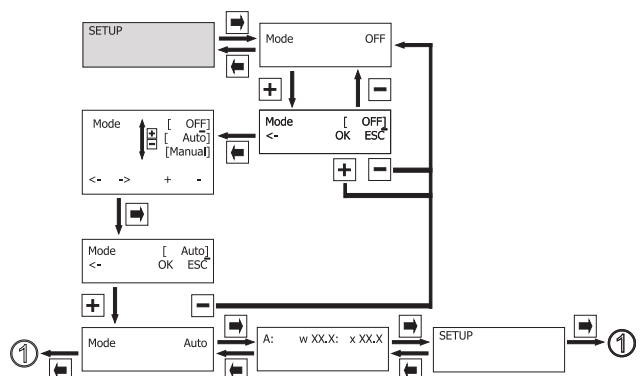 SETUP
Mode OFF
+ -
Mode [ OFF]
<- OK ESC
Mode + [ OFF]
- [ Auto]
[Manual]
<- -> + -
+ -
Mode [ Auto]
<- OK ESC
+ -
1 Mode Auto
A: w XX.X: x XX.X
SETUP
1